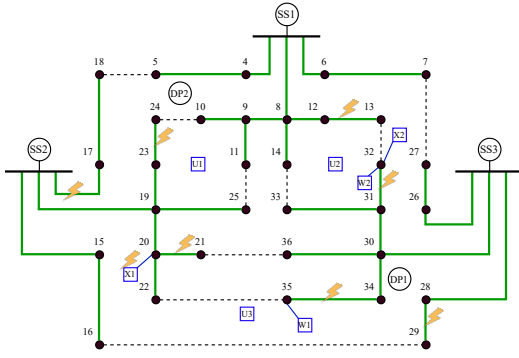 SS1
18 5 4 6 7
DP2
24 10 9 8 12 13
X2
SS2 17 23 11 14 32 27 SS3
U1 U2
W2
19 25 33 31 26
15 20 21 36 30
X1 DP1
22 35 34 28
U3
W1
16 29